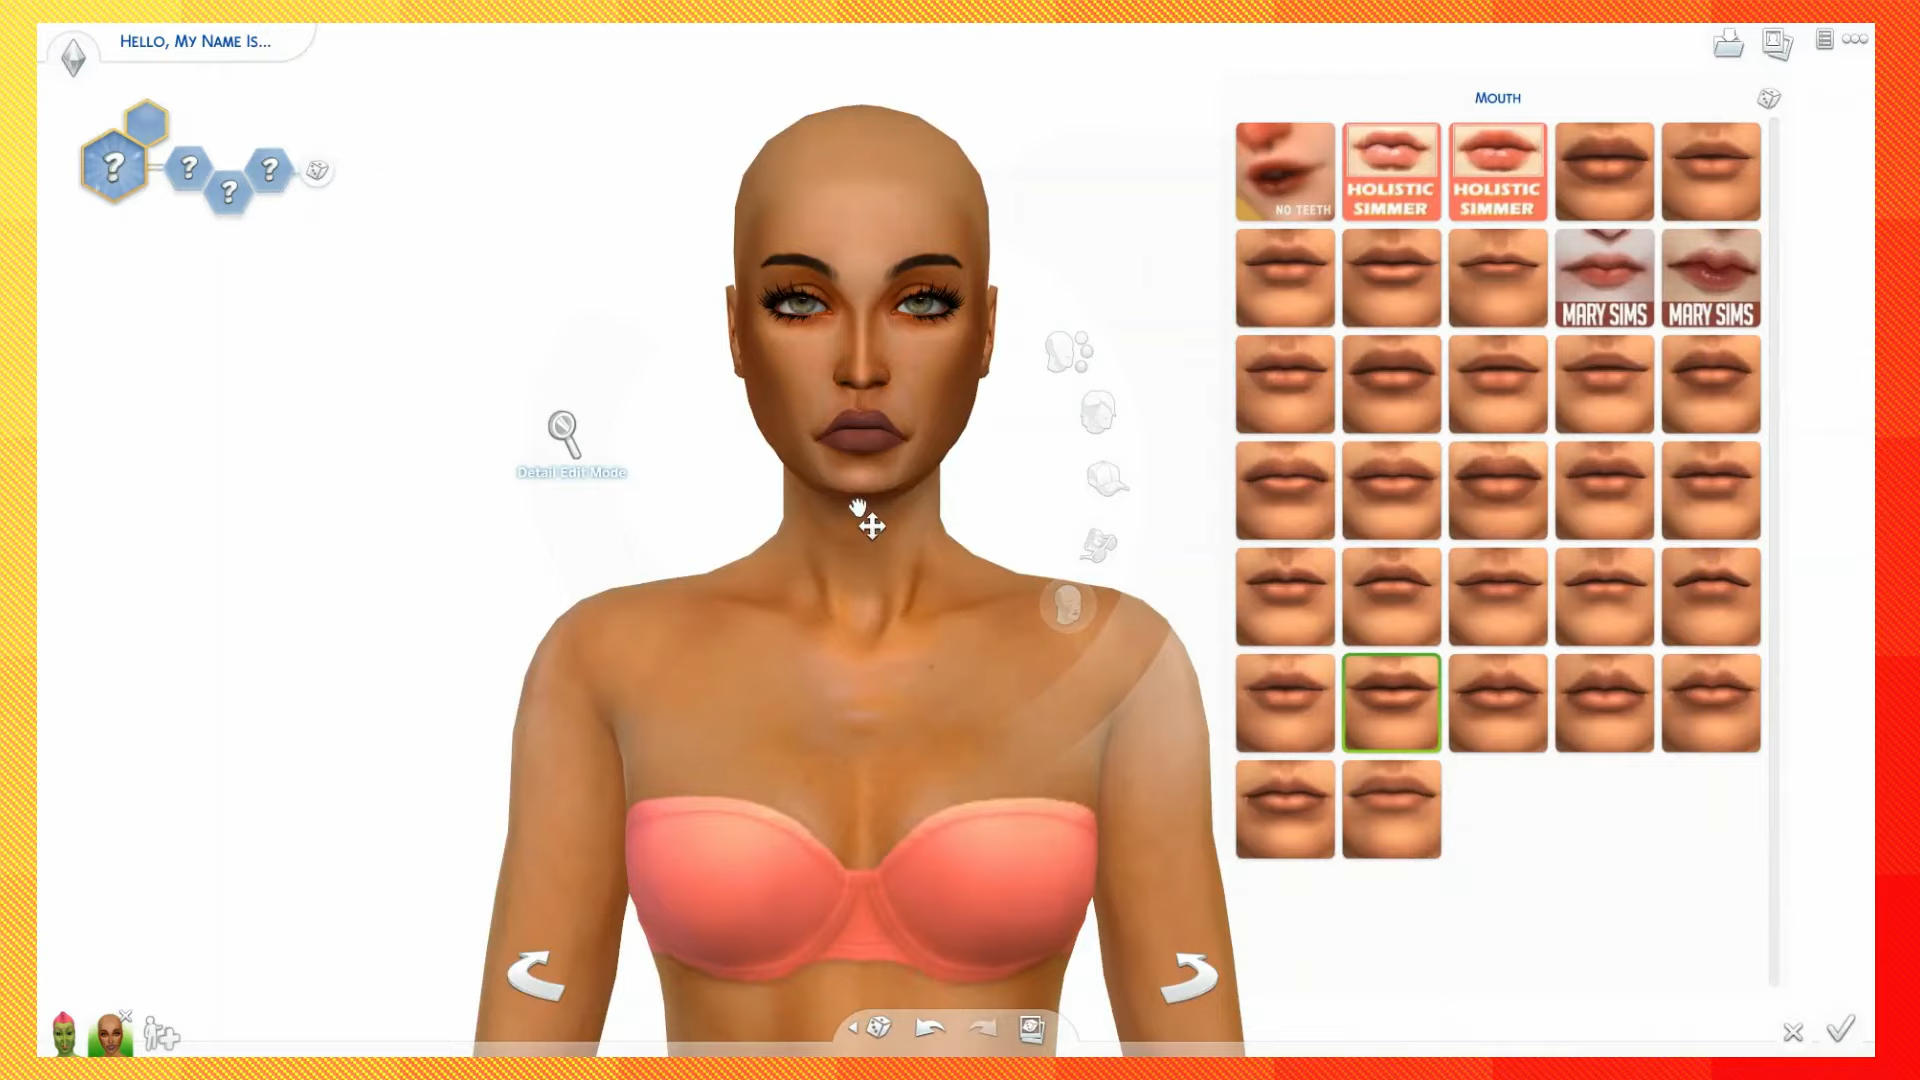 Hello, My Name Is...
Mouth
NO TEETH
HOLISTIC
SIMMER
HOLISTIC
SIMMER
MARY SIMS
MARY SIMS
Detail Edit Mode
? ? ? ?